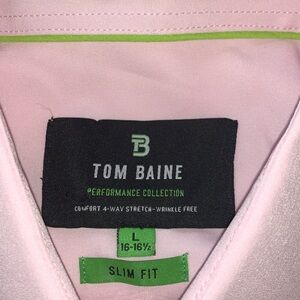 TB
TOM BAINE
PERFORMANCE COLLECTION
COMFORT 4-WAY STRETCH-WRINKLE FREE
L
16-16½
SLIM FIT